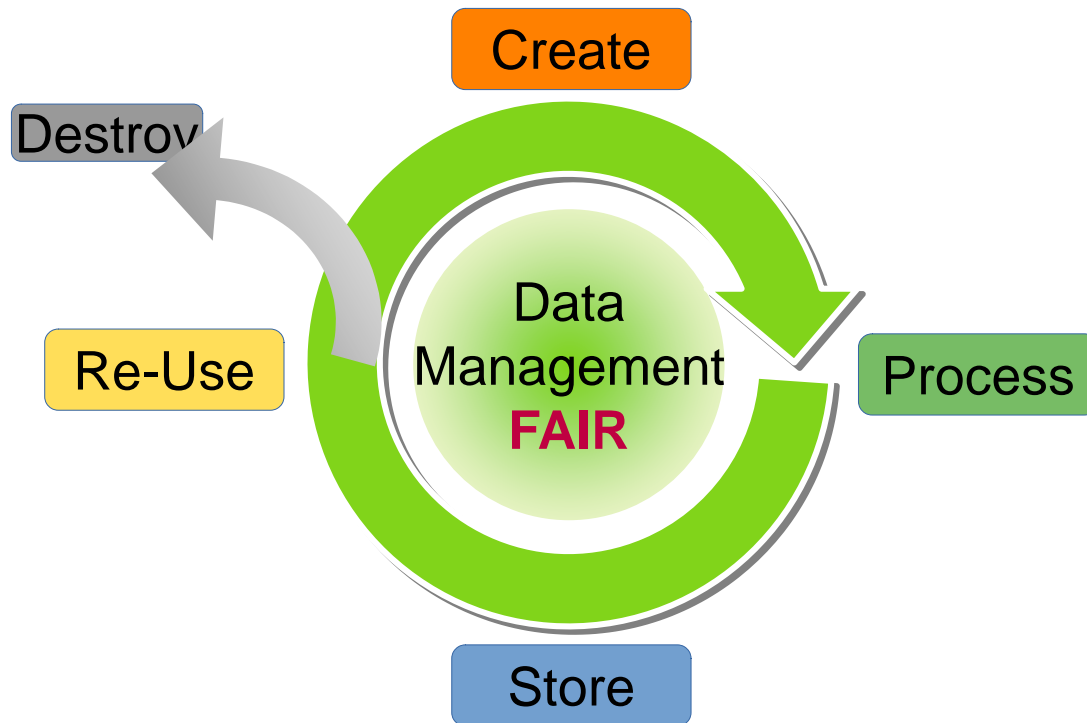 Create
Destroy
Data
Management
FAIR
Re-Use
Process
Store